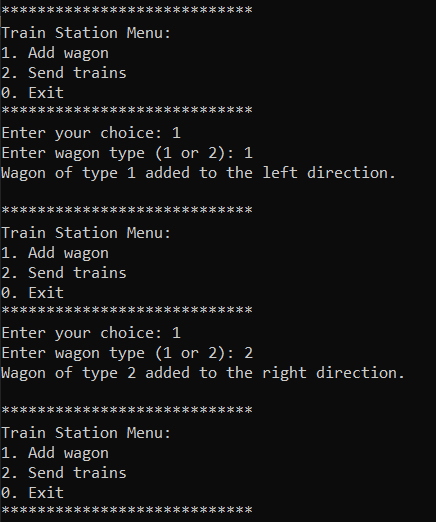 ****************************
Train Station Menu:
1. Add wagon
2. Send trains
0. Exit
****************************
Enter your choice: 1
Enter wagon type (1 or 2): 1
Wagon of type 1 added to the left direction.
****************************
Train Station Menu:
1. Add wagon
2. Send trains
0. Exit
****************************
Enter your choice: 1
Enter wagon type (1 or 2): 2
Wagon of type 2 added to the right direction.
****************************
Train Station Menu:
1. Add wagon
2. Send trains
0. Exit
****************************